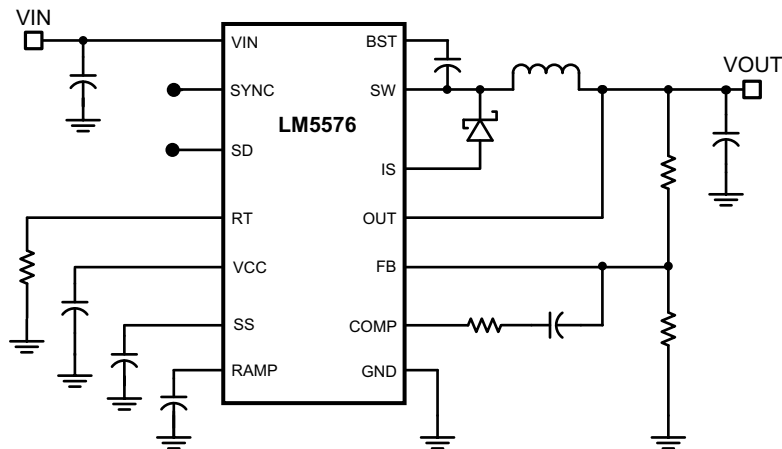 VIN
VOUT
LM5576
VIN
SYNC
SD
RT
VCC
SS
RAMP
BST
SW
IS
OUT
FB
COMP
GND